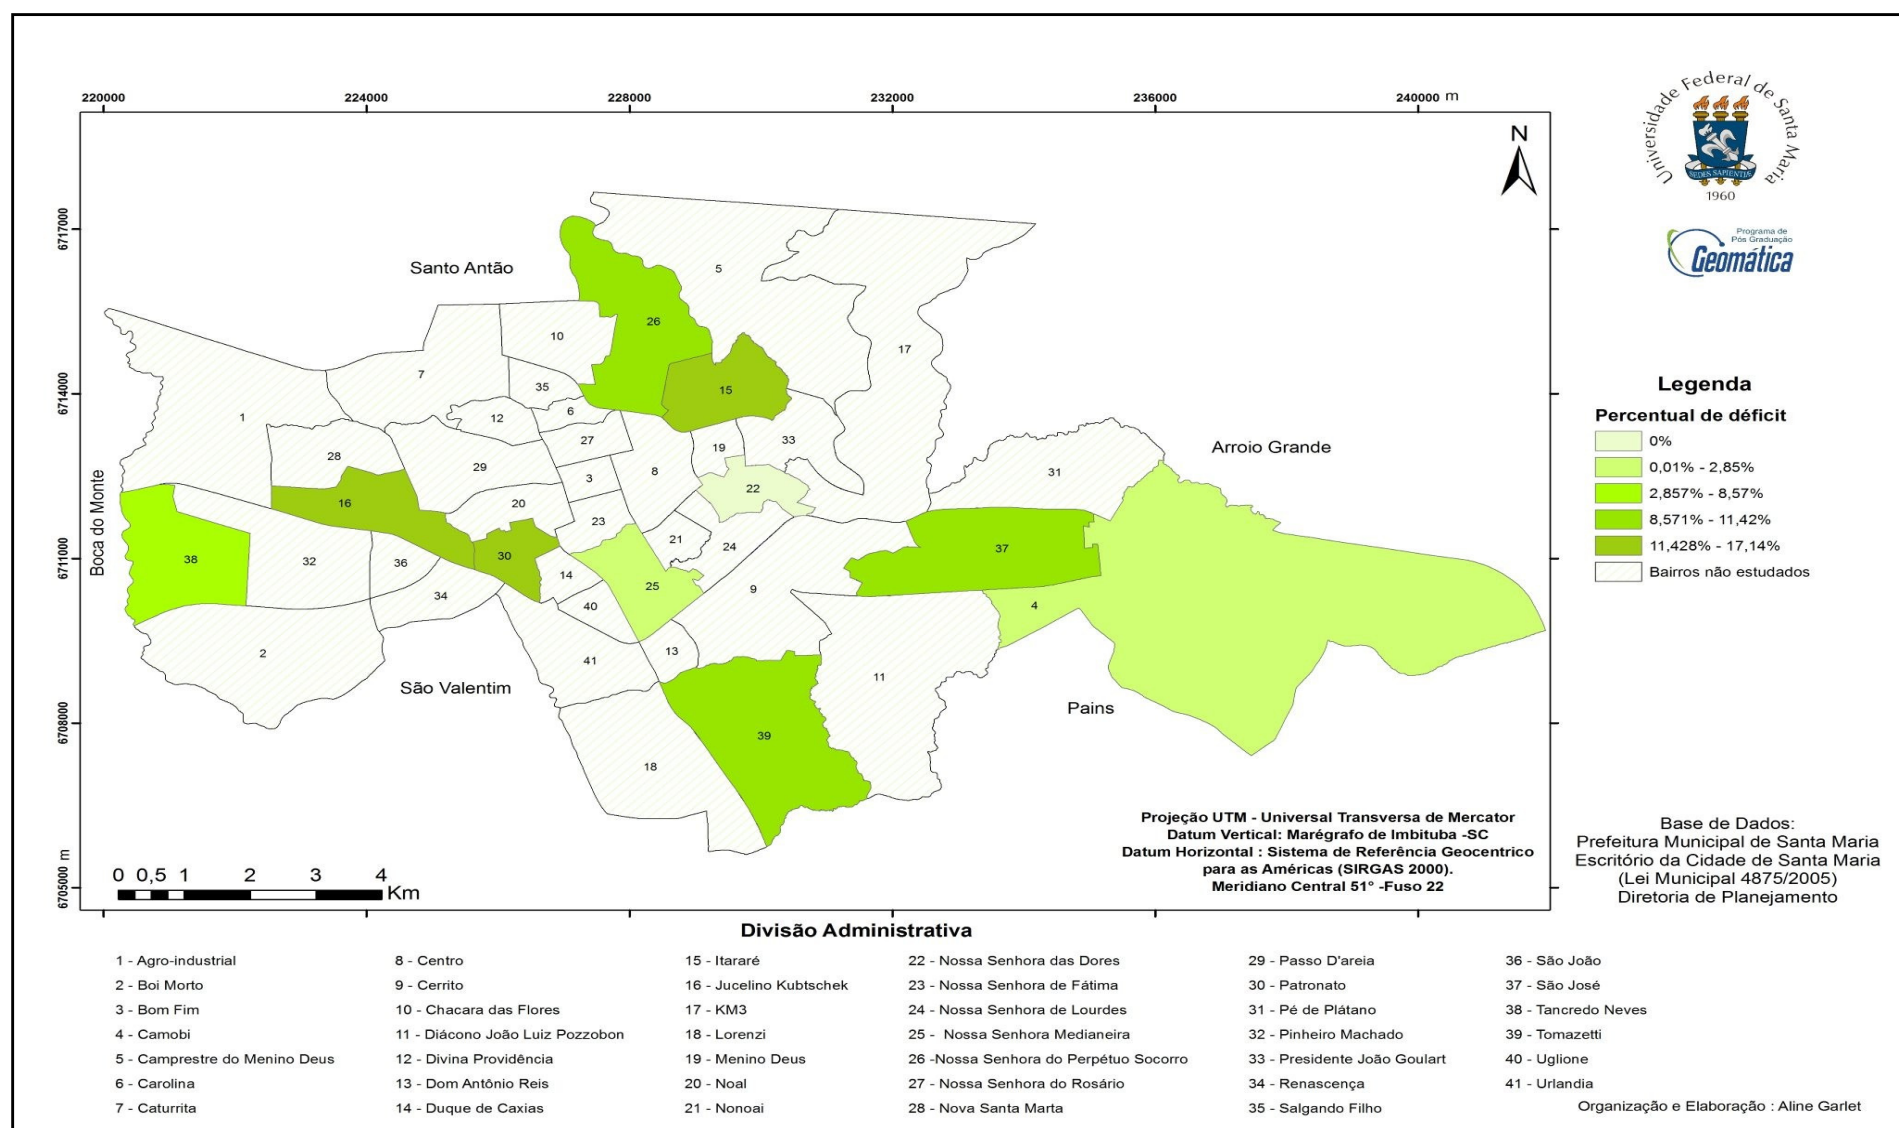 220000
224000
228000
232000
236000
240000 m
Universidade Federal de Santa Maria
SEDES SAPIENTIAE
1960
Programa de
Pós Graduação
Geomática
N
6717000
6714000
671000
Boca do Monte
6708000
6705000 m
Santo Antão
5
26
10
17
7
35
15
1
12
6
27
19
33
28
29
8
3
31
Arroio Grande
16
20
22
23
21
24
37
38
32
36
30
14
25
9
34
40
4
2
13
41
11
São Valentim
Pains
39
18
Legenda
Percentual de déficit
0%
0,01% - 2,85%
2,857% - 8,57%
8,571% - 11,42%
11,428% - 17,14%
Bairros não estudados
Projeção UTM - Universal Transversa de Mercator
Datum Vertical: Marégrafo de Imbituba -SC
Datum Horizontal : Sistema de Referência Geocentrico
para as Américas (SIRGAS 2000).
Meridiano Central 51° -Fuso 22
Base de Dados:
Prefeitura Municipal de Santa Maria
Escritório da Cidade de Santa Maria
(Lei Municipal 4875/2005)
Diretoria de Planejamento
0 0,5 1 2 3 4
Km
Divisão Administrativa
1 - Agro-industrial
2 - Boi Morto
3 - Bom Fim
4 - Camobi
5 - Camprestre do Menino Deus
6 - Carolina
7 - Caturrita
8 - Centro
9 - Cerrito
10 - Chacara das Flores
11 - Diácono João Luiz Pozzobon
12 - Divina Providência
13 - Dom Antônio Reis
14 - Duque de Caxias
15 - Itararé
16 - Jucelino Kubtschek
17 - KM3
18 - Lorenzi
19 - Menino Deus
20 - Noal
21 - Nonoai
22 - Nossa Senhora das Dores
23 - Nossa Senhora de Fátima
24 - Nossa Senhora de Lourdes
25 - Nossa Senhora Medianeira
26 -Nossa Senhora do Perpétuo Socorro
27 - Nossa Senhora do Rosário
28 - Nova Santa Marta
29 - Passo D'areia
30 - Patronato
31 - Pé de Plátano
32 - Pinheiro Machado
33 - Presidente João Goulart
34 - Renascença
35 - Salgando Filho
36 - São João
37 - São José
38 - Tancredo Neves
39 - Tomazetti
40 - Uglione
41 - Urlandia
Organização e Elaboração : Aline Garlet